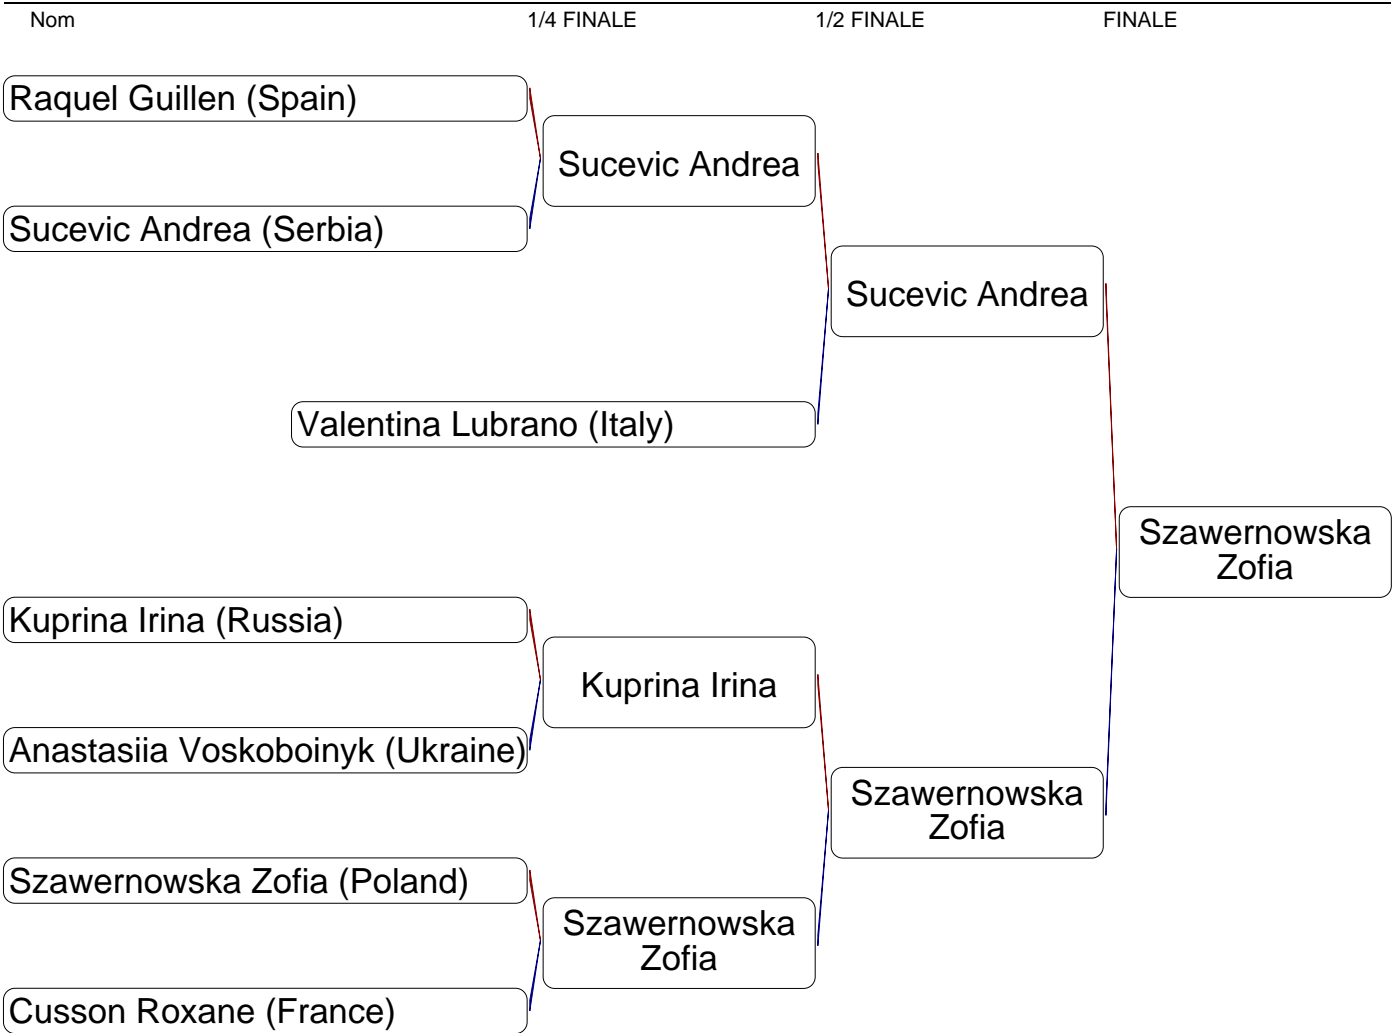 Nom 1/4 FINALE 1/2 FINALE FINALE
Raquel Guillen (Spain)
Sucevic Andrea
Sucevic Andrea (Serbia)
Sucevic Andrea
Valentina Lubrano (Italy)
Szawernowska
Zofia
Kuprina Irina (Russia)
Kuprina Irina
Anastasiia Voskoboinyk (Ukraine)
Szawernowska
Zofia
Szawernowska Zofia (Poland)
Szawernowska
Zofia
Cusson Roxane (France)